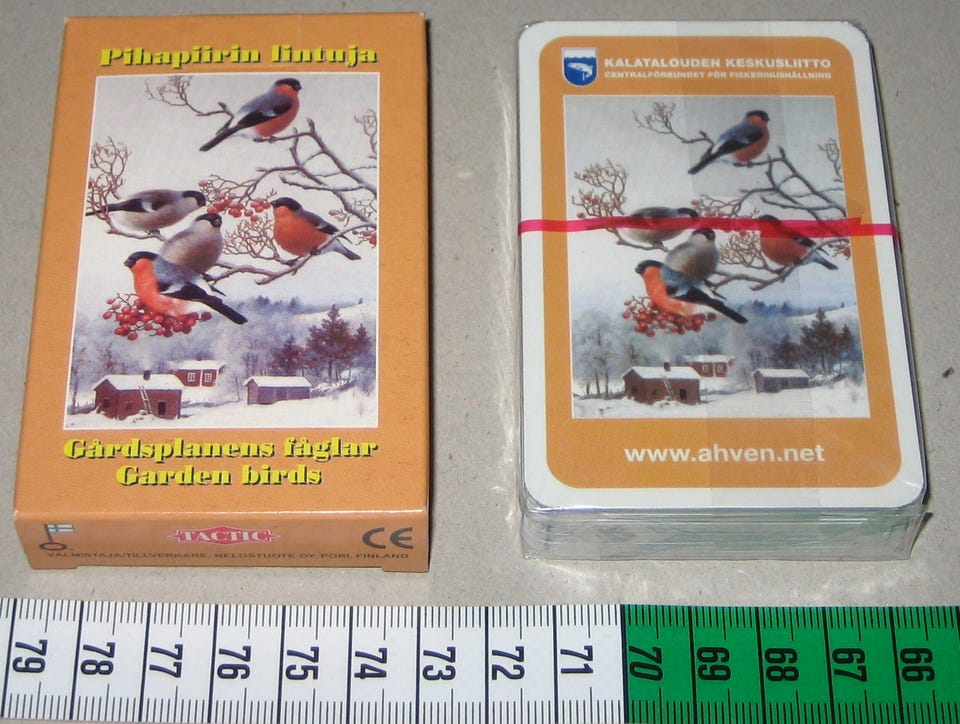 Pihapiirin lintuja
Gårdsplanens fåglar
Garden birds
TACTIC
CE
VALMISTAJA/TILLVERKARE: NELOSTUOTE OY, PORI, FINLAND
KALATALOUDEN KESKUSLIITTO
CENTRALFÖRBUNDET FÖR FISKERIHUSHÅLLNING
www.ahven.net
79 78 77 76 75 74 73 72 71 70 69 68 67 66